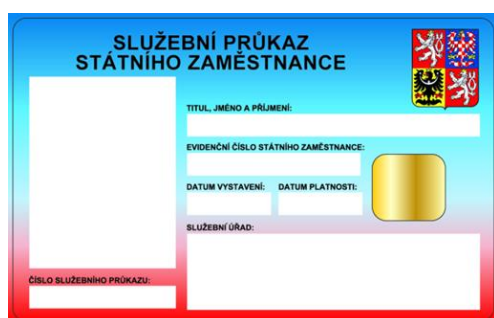 SLUŽEBNÍ PRŮKAZ
STÁTNÍHO ZAMĚSTNANCE
TITUL, JMÉNO A PŘÍJMENÍ:
EVIDENČNÍ ČÍSLO STÁTNÍHO ZAMĚSTNANCE:
DATUM VYSTAVENÍ: DATUM PLATNOSTI:
SLUŽEBNÍ ÚŘAD:
ČÍSLO SLUŽEBNÍHO PRŮKAZU: